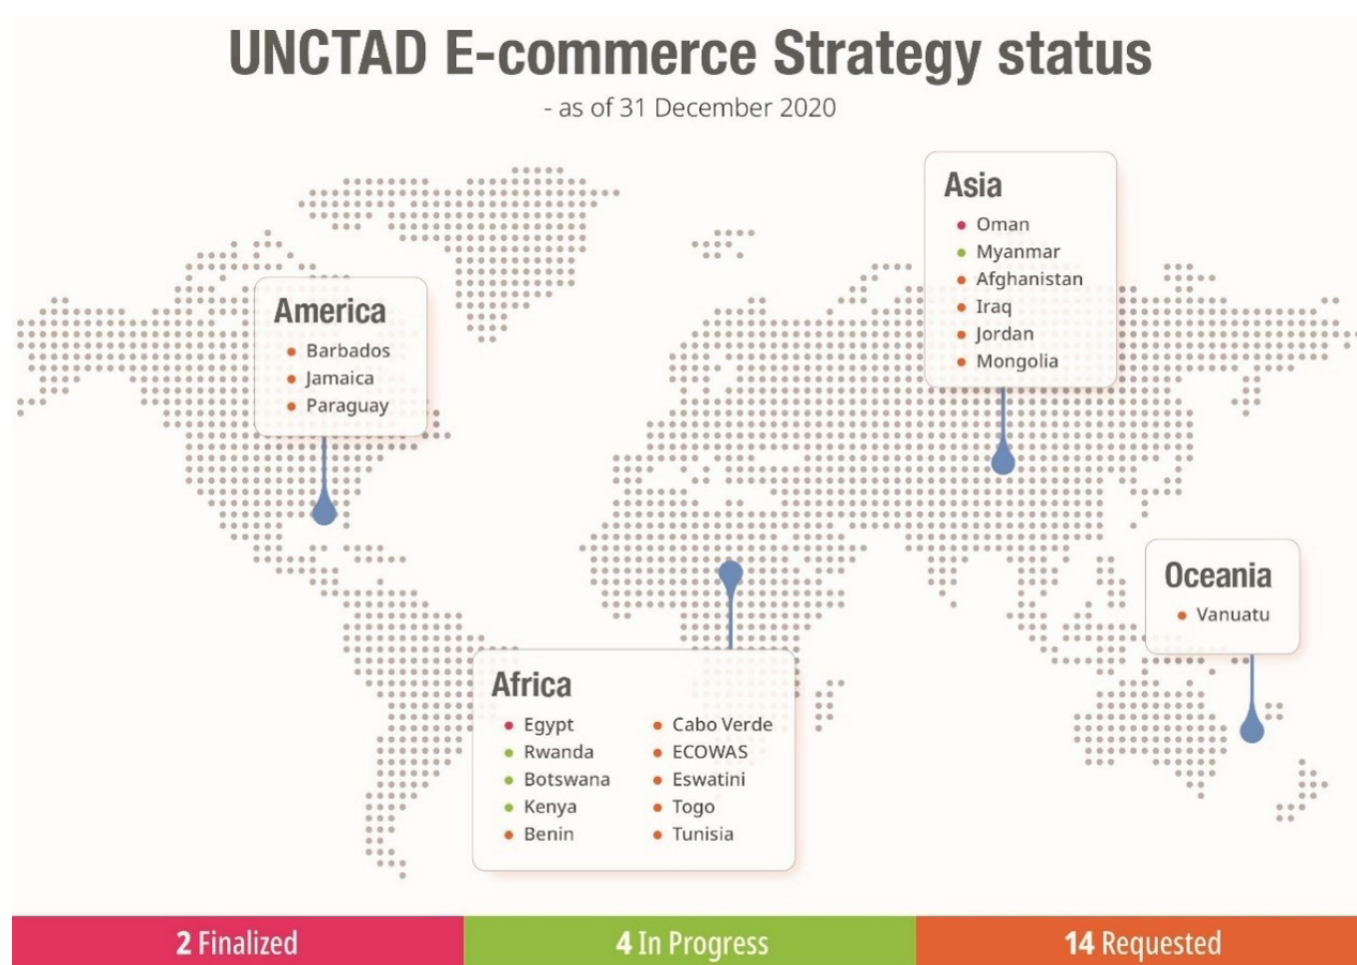 UNCTAD E-commerce Strategy status
- as of 31 December 2020
America
Barbados
Jamaica
Paraguay
Asia
Oman
Myanmar
Afghanistan
Iraq
Jordan
Mongolia
Oceania
Vanuatu
Africa
Egypt
Rwanda
Botswana
Kenya
Benin
Cabo Verde
ECOWAS
Eswatini
Togo
Tunisia
2 Finalized
4 In Progress
14 Requested